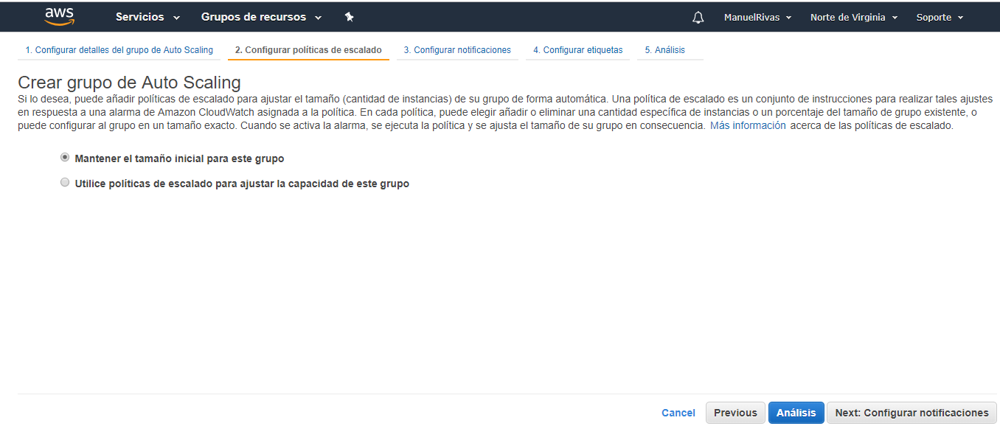 aws Servicios Grupos de recursos ManuelRivas Norte de Virginia Soporte
1. Configurar detalles del grupo de Auto Scaling 2. Configurar políticas de escalado 3. Configurar notificaciones 4. Configurar etiquetas 5. Análisis
Crear grupo de Auto Scaling
Si lo desea, puede añadir políticas de escalado para ajustar el tamaño (cantidad de instancias) de su grupo de forma automática. Una política de escalado es un conjunto de instrucciones para realizar tales ajustes
en respuesta a una alarma de Amazon CloudWatch asignada a la política. En cada política, puede elegir añadir o eliminar una cantidad específica de instancias o un porcentaje del tamaño de grupo existente, o
puede configurar al grupo en un tamaño exacto. Cuando se activa la alarma, se ejecuta la política y se ajusta el tamaño de su grupo en consecuencia. Más información acerca de las políticas de escalado.
Mantener el tamaño inicial para este grupo
Utilice políticas de escalado para ajustar la capacidad de este grupo
Cancel Previous Análisis Next: Configurar notificaciones